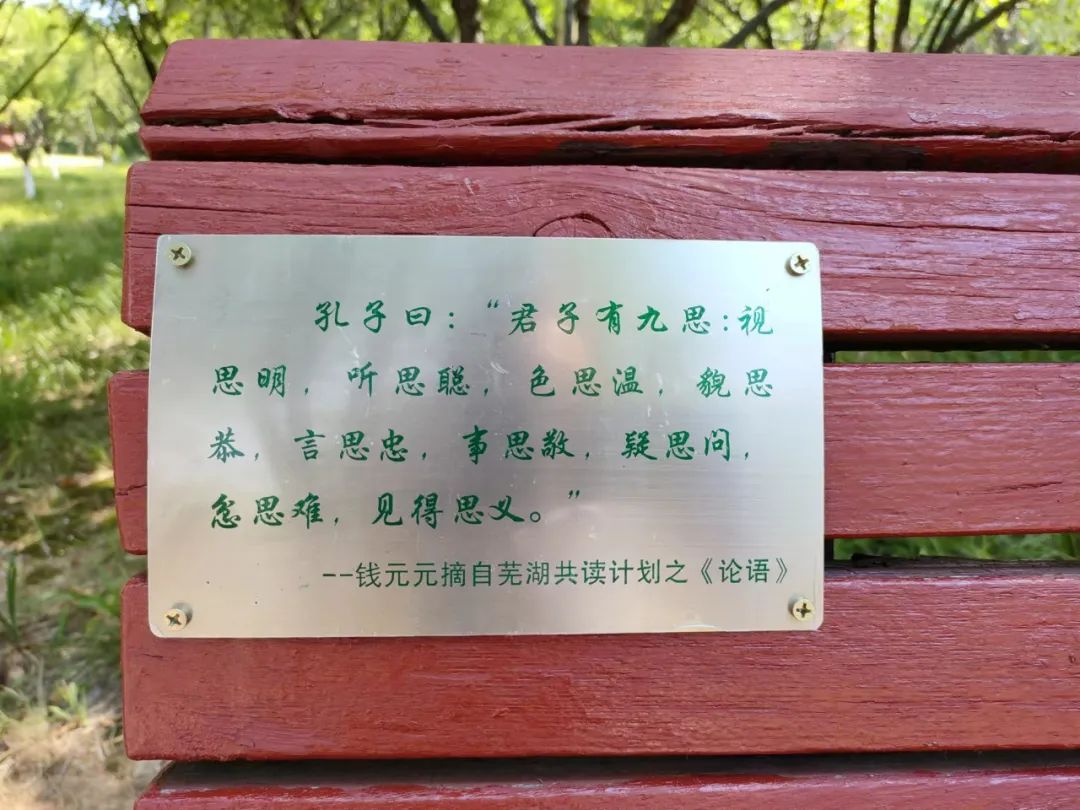 孔子曰：“君子有九思：视
思明，听思聪，色思温，貌思
恭，言思忠，事思敬，疑思问，
忿思难，见得思义。”
--钱元元摘自芜湖共读计划之《论语》